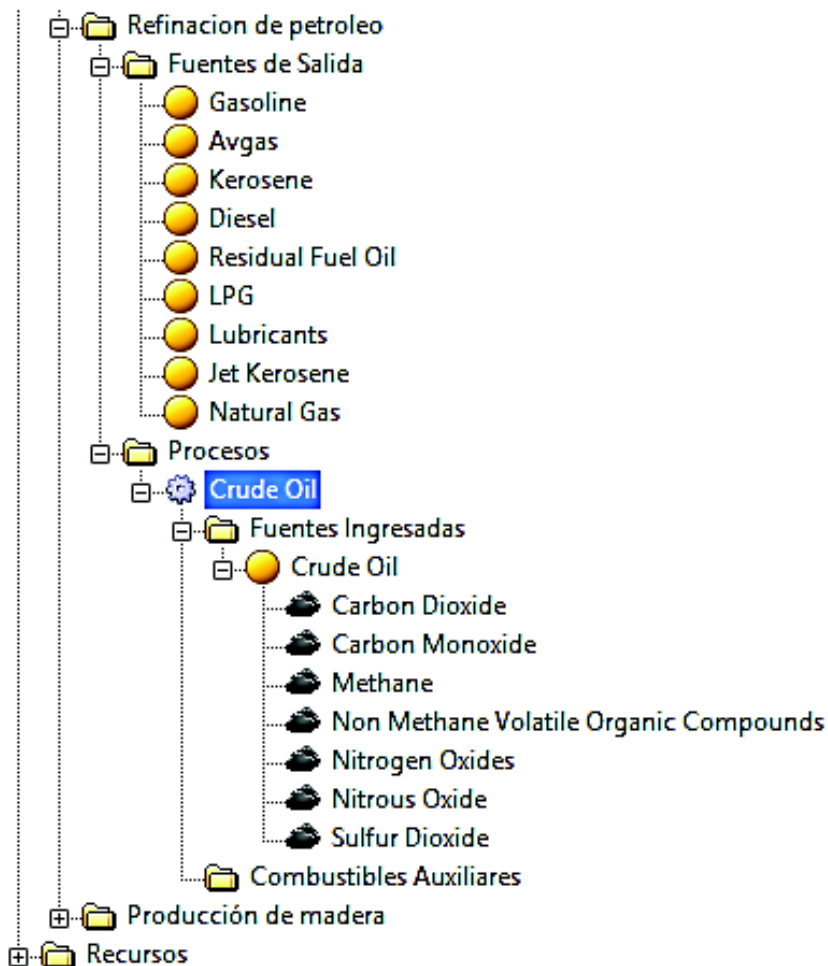 Refinacion de petroleo
Fuentes de Salida
Gasoline
Avgas
Kerosene
Diesel
Residual Fuel Oil
LPG
Lubricants
Jet Kerosene
Natural Gas
Procesos
Crude Oil
Fuentes Ingresadas
Crude Oil
Carbon Dioxide
Carbon Monoxide
Methane
Non Methane Volatile Organic Compounds
Nitrogen Oxides
Nitrous Oxide
Sulfur Dioxide
Combustibles Auxiliares
Producción de madera
Recursos